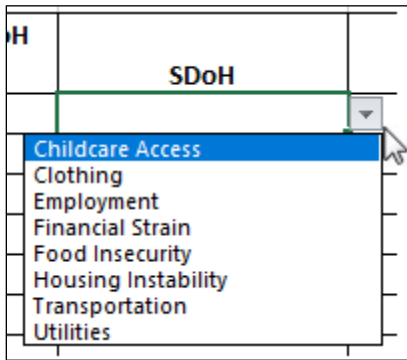 H
SDoH
Childcare Access
Clothing
Employment
Financial Strain
Food Insecurity
Housing Instability
Transportation
Utilities